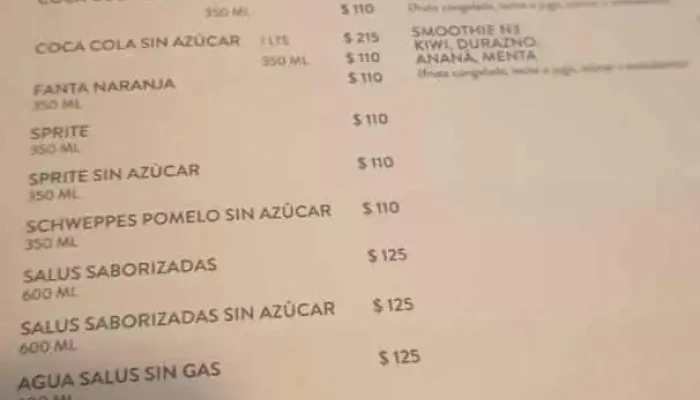 350 ML $ 110
COCA COLA SIN AZÚCAR 1 LTS $ 215
350 ML $ 110
FANTA NARANJA $ 110
350 ML
SPRITE $ 110
350 ML
SPRITE SIN AZÚCAR $ 110
350 ML
SCHWEPPES POMELO SIN AZÚCAR $ 110
350 ML
SALUS SABORIZADAS $ 125
600 ML
SALUS SABORIZADAS SIN AZÚCAR $ 125
600 ML
AGUA SALUS SIN GAS $ 125
SMOOTHIE N3
KIWI, DURAZNO,
ANANÁ, MENTA